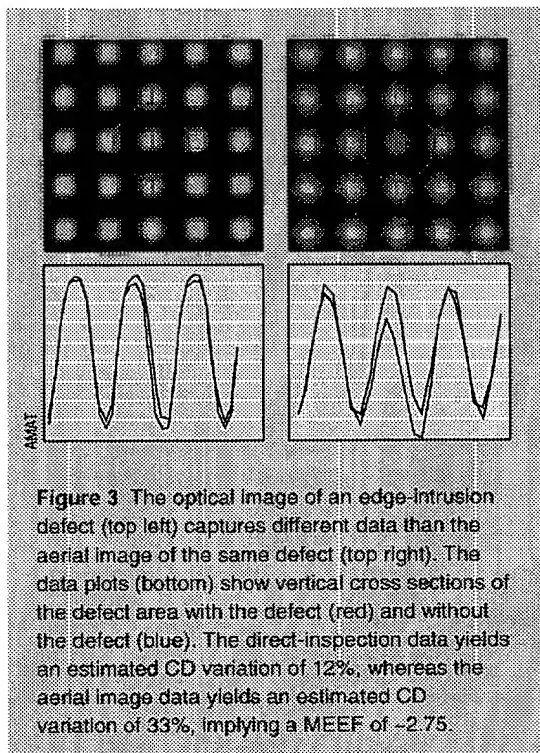 AMAT
Figure 3 The optical image of an edge-intrusion
defect (top left) captures different data than the
aerial image of the same defect (top right). The
data plots (bottom) show vertical cross sections of
the defect area with the defect (red) and without
the defect (blue). The direct-inspection data yields
an estimated CD variation of 12%, whereas the
aerial image data yields an estimated CD
variation of 33%, implying a MEEF of ~2.75.